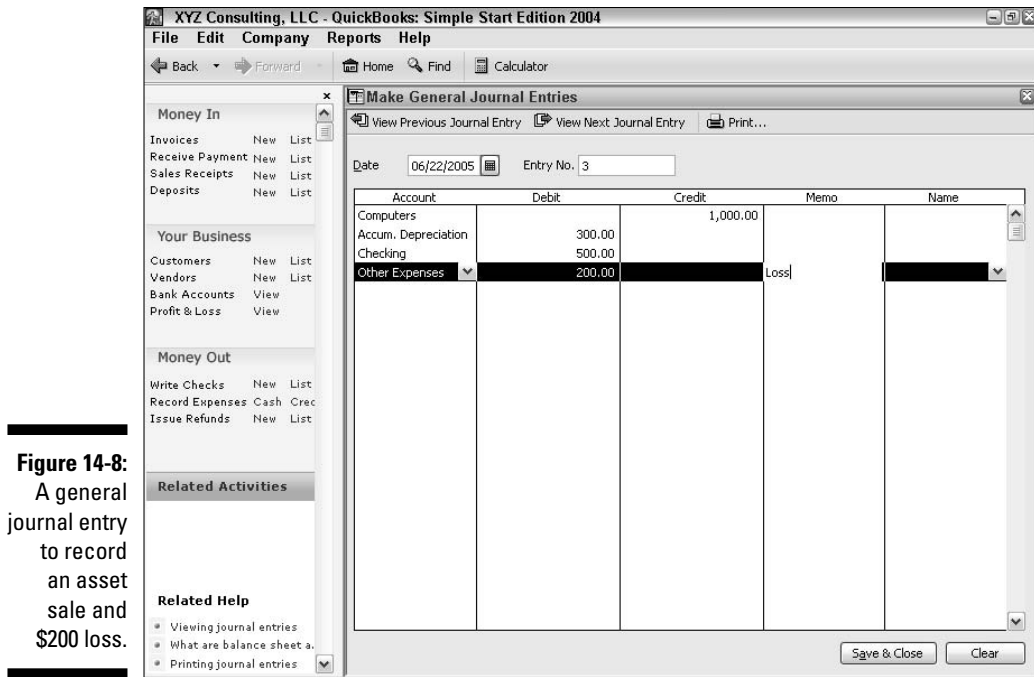 XYZ Consulting, LLC - QuickBooks: Simple Start Edition 2004
File Edit Company Reports Help
Back Forward Home Find Calculator
Money In
Invoices New List
Receive Payment New List
Sales Receipts New List
Deposits New List
Your Business
Customers New List
Vendors New List
Bank Accounts View
Profit & Loss View
Money Out
Write Checks New List
Record Expenses Cash Crec
Issue Refunds New List
Related Activities
Related Help
Viewing journal entries
What are balance sheet a.
Printing journal entries
Make General Journal Entries
View Previous Journal Entry View Next Journal Entry Print...
Date 06/22/2005 Entry No. 3
Account Debit Credit Memo Name
Computers 1,000.00
Accum. Depreciation 300.00
Checking 500.00
Other Expenses 200.00 Loss
Save & Close Clear
Figure 14-8:
A general
journal entry
to record
an asset
sale and
$200 loss.